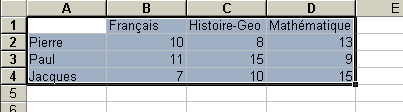 A B C D E
1 Français Histoire-Geo Mathématique
2 Pierre 10 8 13
3 Paul 11 15 9
4 Jacques 7 10 15
5
6